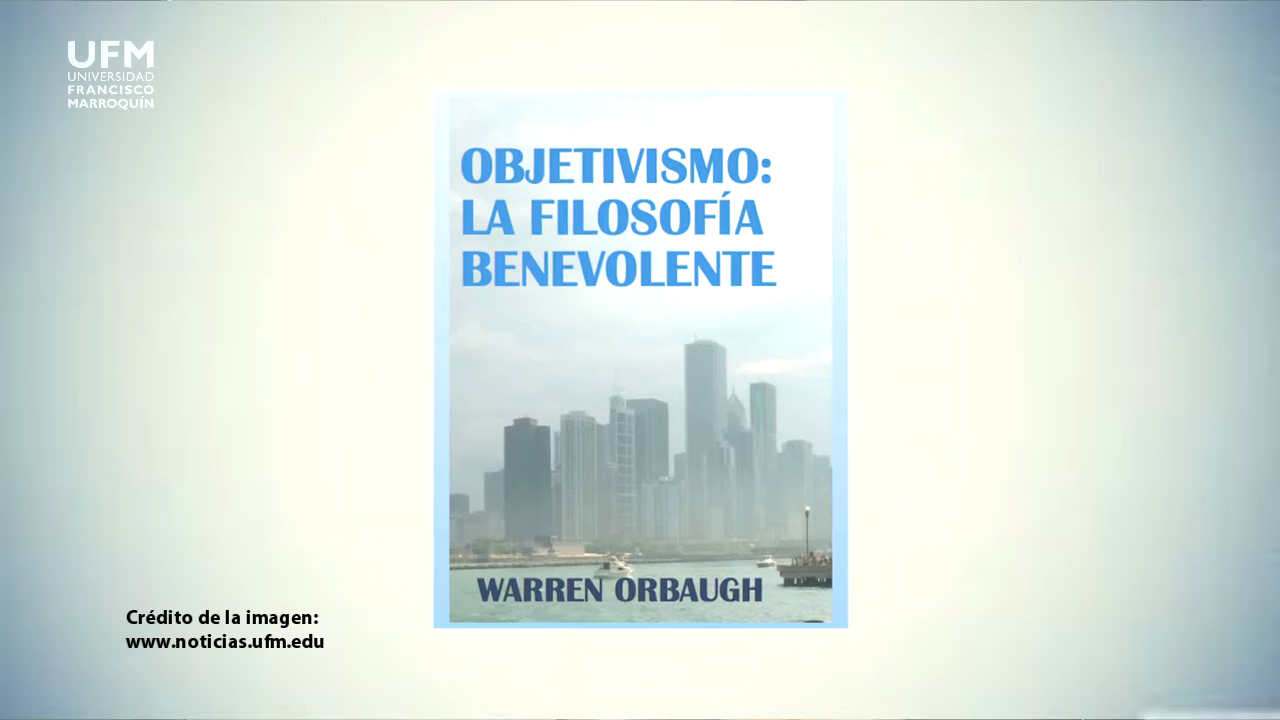 UFM
UNIVERSIDAD
FRANCISCO
MARROQUÍN
OBJETIVISMO:
LA FILOSOFÍA
BENEVOLENTE
WARREN ORBAUGH
Crédito de la imagen:
www.noticias.ufm.edu